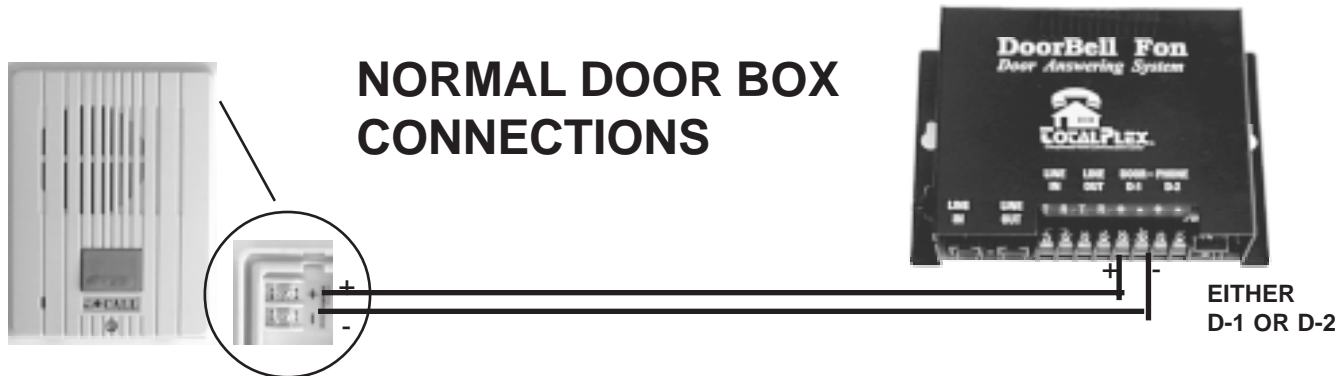 NORMAL DOOR BOX
CONNECTIONS
DoorBell Fon
Door Answering System
TOTALPLEX
LINE IN LINE OUT DOOR-PHONE
D-1 D-2
LINE IN LINE OUT
T R T R + - + -
CALL
+
-
+
-
+ -
EITHER
D-1 OR D-2